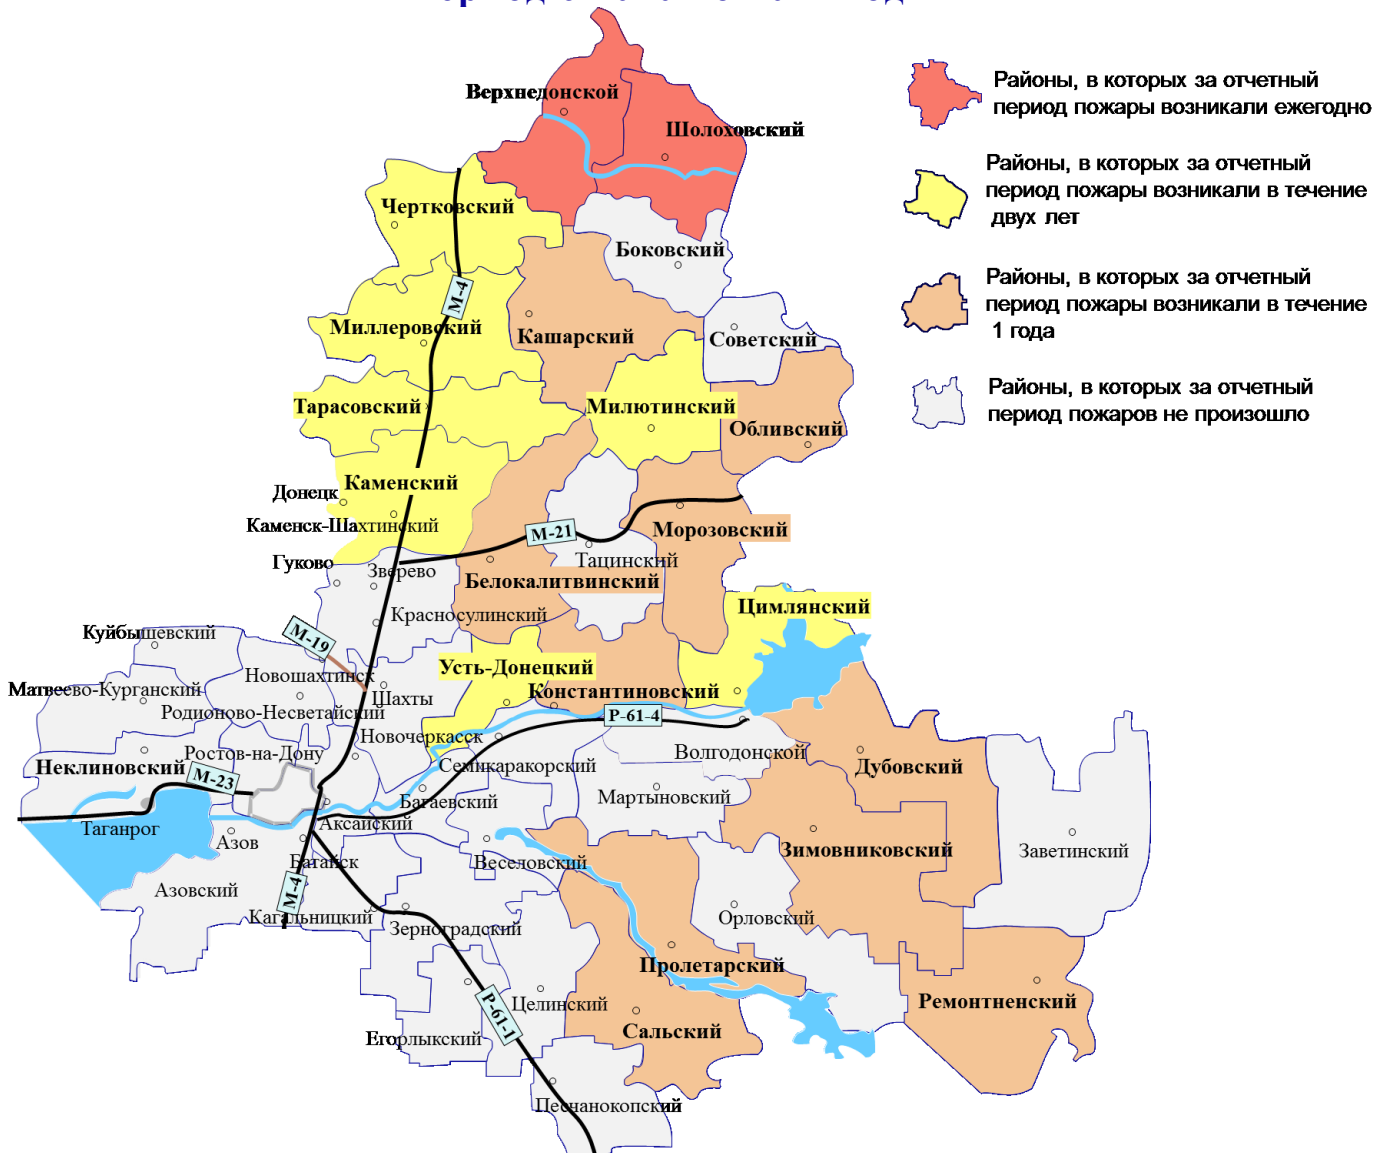 Верхнедонской
Шолоховский
Чертковский
Боковский
М-4
Миллеровский
Кашарский
Советский
Тарасовский
Милютинский
Обливский
Каменский
Донецк
Каменск-Шахтинский
М-21
Морозовский
Гуково
Зверево
Тацинский
Белокалитвинский
Красносулинский
Цимлянский
Куйбышевский
М-19
Усть-Донецкий
Новошахтинск
Матвеево-Курганский
Шахты
Константиновский
Родионово-Несветайский
Р-61-4
Новочеркасск
Ростов-на-Дону
Волгодонской
Неклиновский
М-23
Семикаракорский
Дубовский
Багаевский
Мартыновский
Таганрог
Аксайский
Азов
Батайск
Веселовский
Зимовниковский
Заветинский
Азовский
М-4
Кагальницкий
Зерноградский
Орловский
Пролетарский
Р-61-1
Целинский
Ремонтненский
Сальский
Егорлыкский
Песчанокопский
Районы, в которых за отчетный
период пожары возникали ежегодно
Районы, в которых за отчетный
период пожары возникали в течение
двух лет
Районы, в которых за отчетный
период пожары возникали в течение
1 года
Районы, в которых за отчетный
период пожаров не произошло